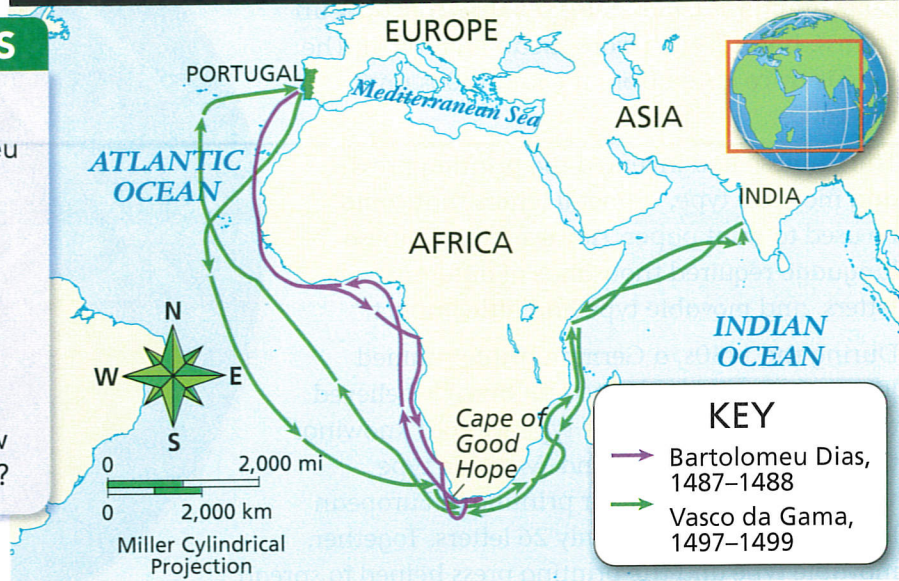 S
eu
w
?
EUROPE
PORTUGAL
Mediterranean Sea
ASIA
ATLANTIC
OCEAN
INDIA
AFRICA
INDIAN
OCEAN
N
W
E
S
Cape of
Good
Hope
0 2,000 mi
0 2,000 km
Miller Cylindrical
Projection
KEY
Bartolomeu Dias,
1487–1488
Vasco da Gama,
1497–1499